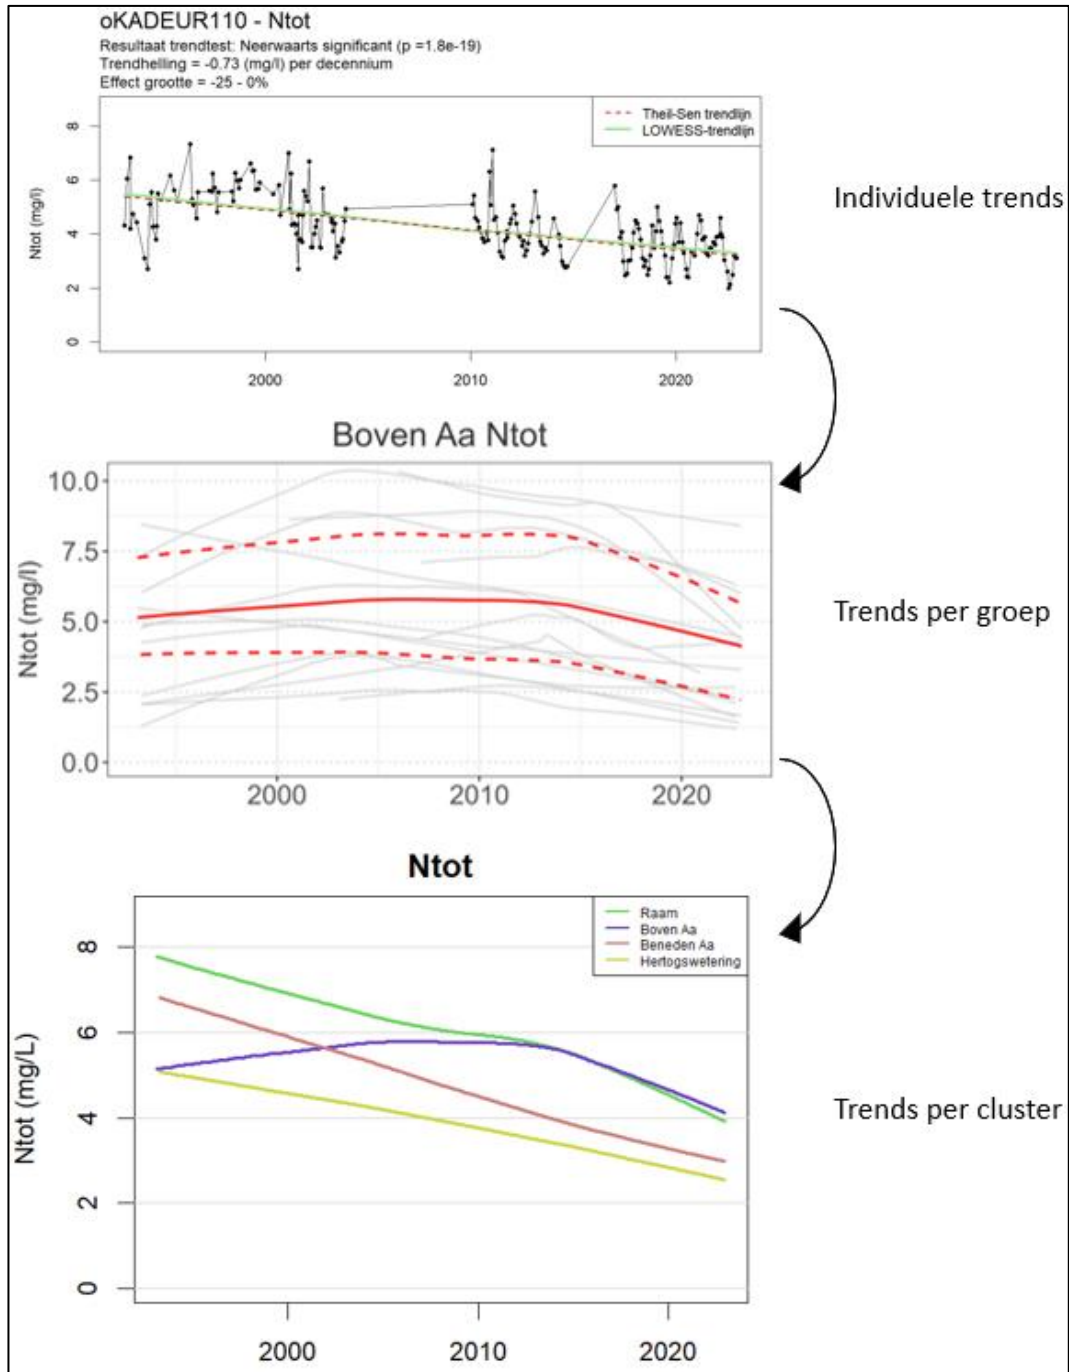 oKADEUR110 - Ntot
Resultaat trendtest: Neerwaarts significant (p =1.8e-19)
Trendhelling = -0.73 (mg/l) per decennium
Effect grootte = -25 - 0%
Theil-Sen trendlijn
LOWESS-trendlijn
Ntot (mg/l)
8
6
4
2
0
2000 2010 2020
Individuele trends
Boven Aa Ntot
Ntot (mg/l)
10.0
7.5
5.0
2.5
0.0
2000 2010 2020
Trends per groep
Ntot
Raam
Boven Aa
Beneden Aa
Hertogswetering
Ntot (mg/L)
8
6
4
2
0
2000 2010 2020
Trends per cluster